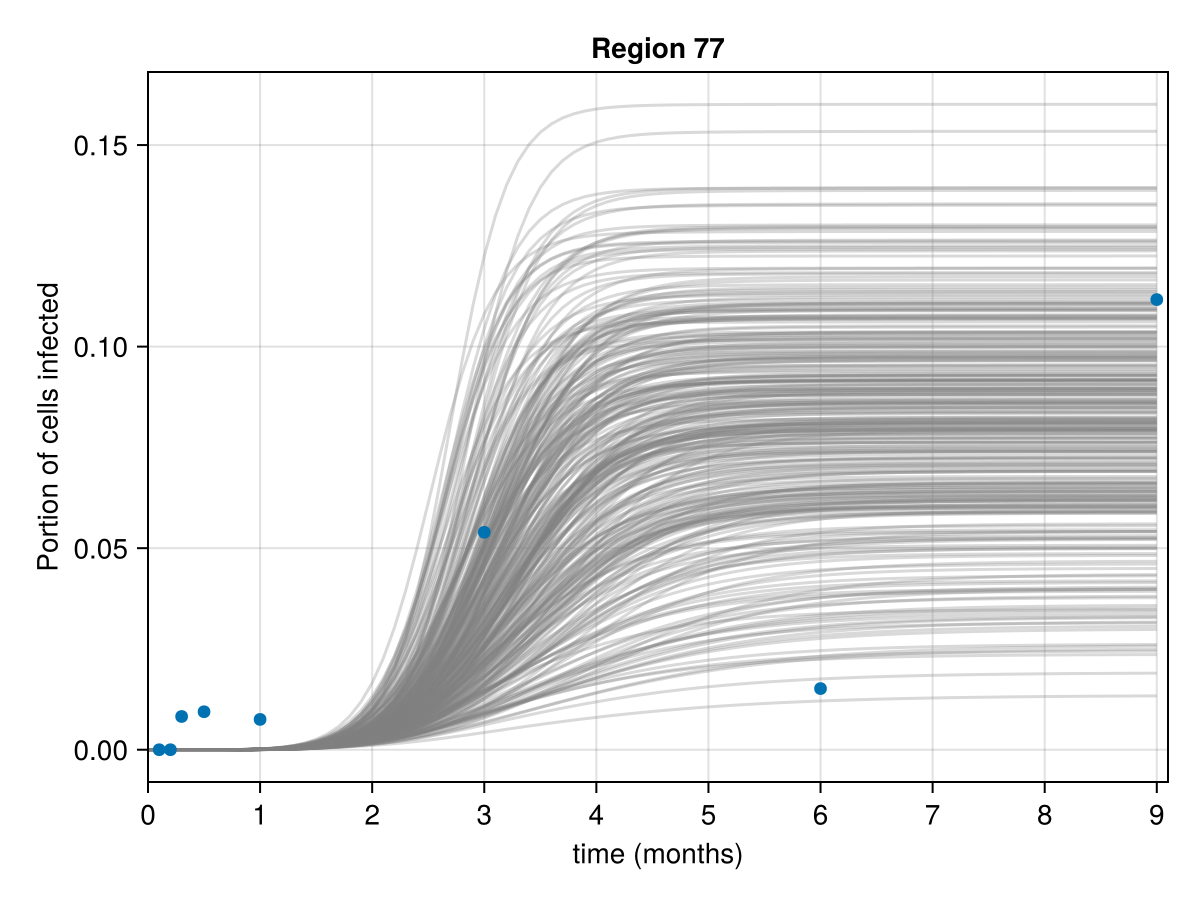 Region 77
Portion of cells infected
0.15
0.10
0.05
0.00
0 1 2 3 4 5 6 7 8 9
time (months)